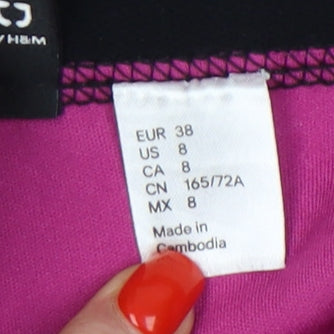 / H&M
EUR 38
US 8
CA 8
CN 165/72A
MX 8
Made in
Cambodia